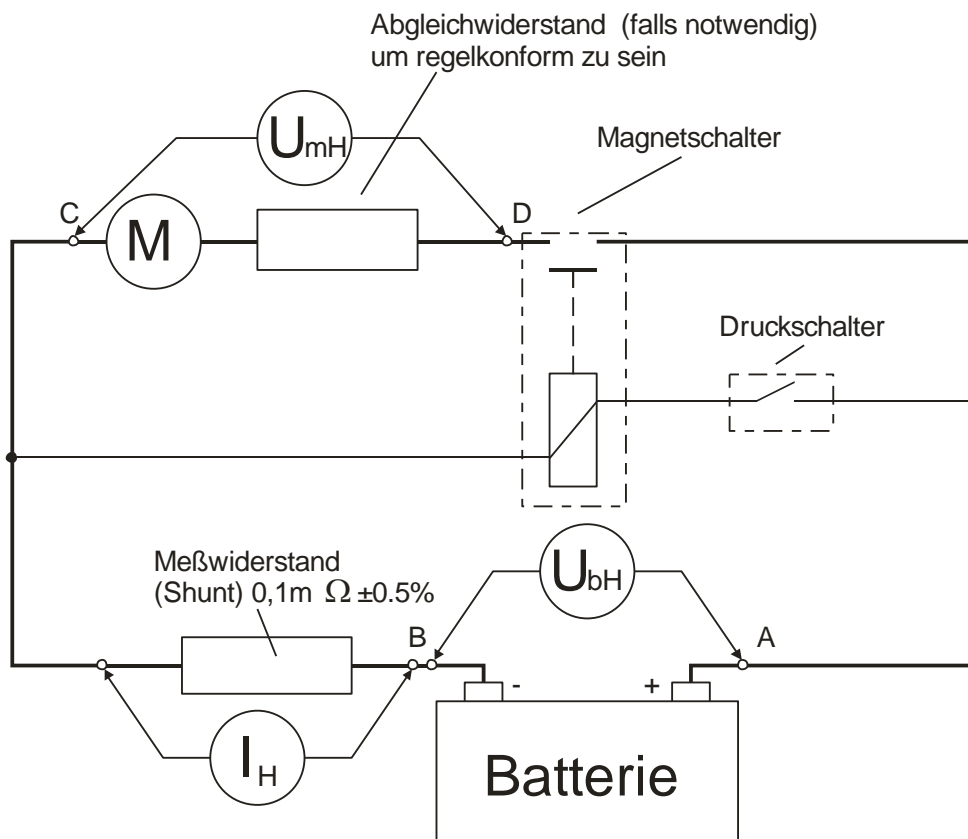 Abgleichwiderstand (falls notwendig)
um regelkonform zu sein
UmH
Magnetschalter
C
D
M
Druckschalter
Meßwiderstand
(Shunt) 0,1m Ω ±0.5%
UbH
B
A
- +
IH
Batterie